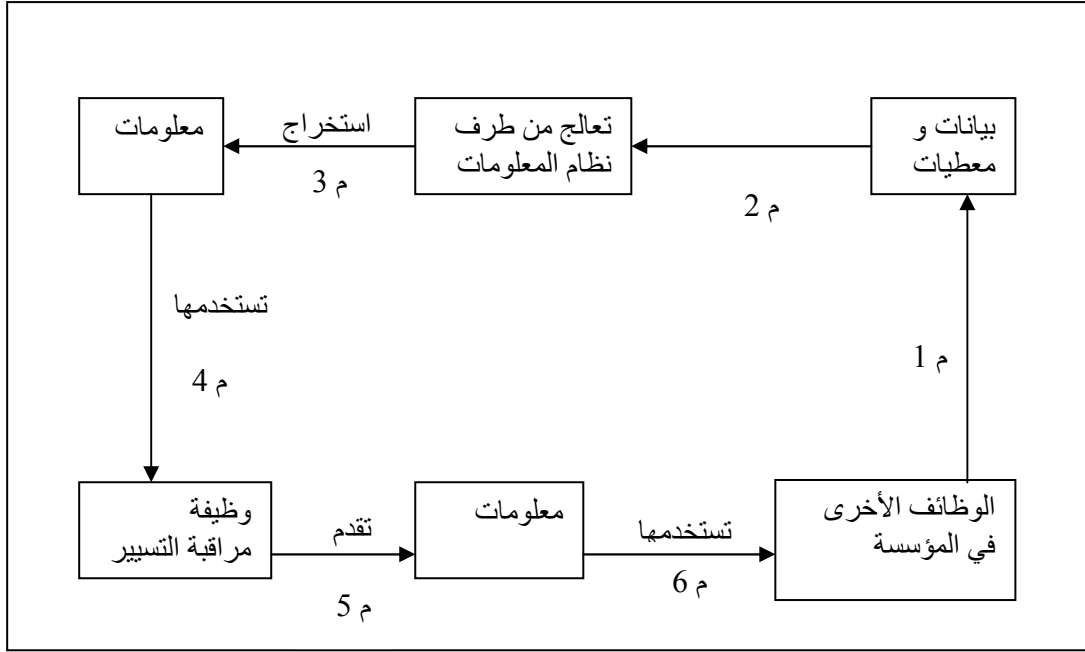 بيانات و
معطيات
تعالج من طرف
نظام المعلومات
استخراج
معلومات
م 3
م 2
تستخدمها
م 4
م 1
وظيفة
مراقبة التسيير
تقدم
م 5
معلومات
تستخدمها
م 6
الوظائف الأخرى
في المؤسسة